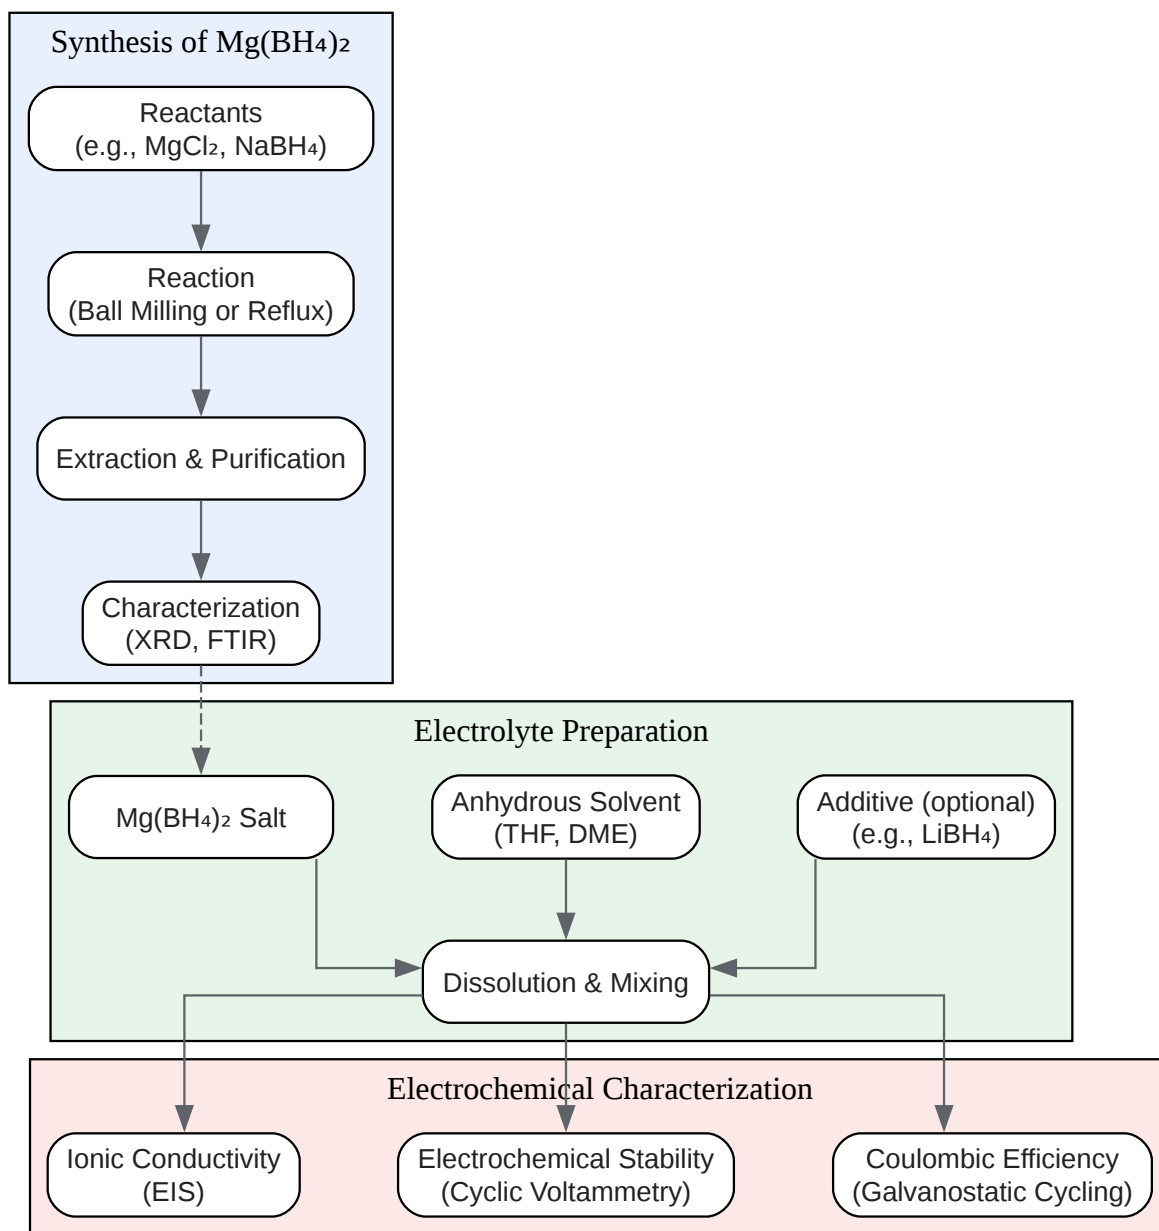 Synthesis of Mg(BH₄)₂
Reactants
(e.g., MgCl₂, NaBH₄)
Reaction
(Ball Milling or Reflux)
Extraction & Purification
Characterization
(XRD, FTIR)
Electrolyte Preparation
Mg(BH₄)₂ Salt
Anhydrous Solvent
(THF, DME)
Additive (optional)
(e.g., LiBH₄)
Dissolution & Mixing
Electrochemical Characterization
Ionic Conductivity
(EIS)
Electrochemical Stability
(Cyclic Voltammetry)
Coulombic Efficiency
(Galvanostatic Cycling)